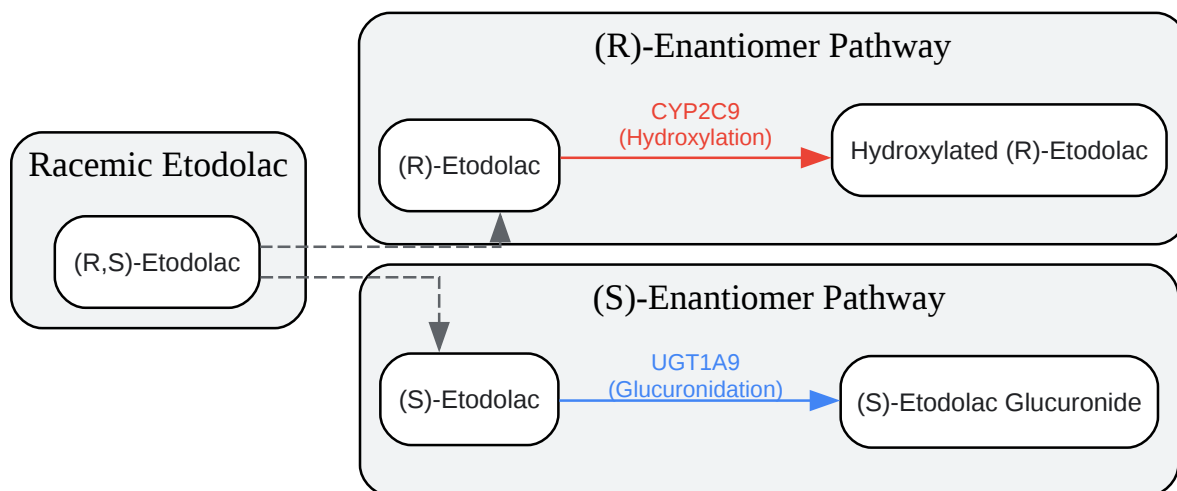 Racemic Etodolac
(R,S)-Etodolac
(R)-Enantiomer Pathway
(R)-Etodolac
CYP2C9
(Hydroxylation)
Hydroxylated (R)-Etodolac
(S)-Enantiomer Pathway
(S)-Etodolac
UGT1A9
(Glucuronidation)
(S)-Etodolac Glucuronide